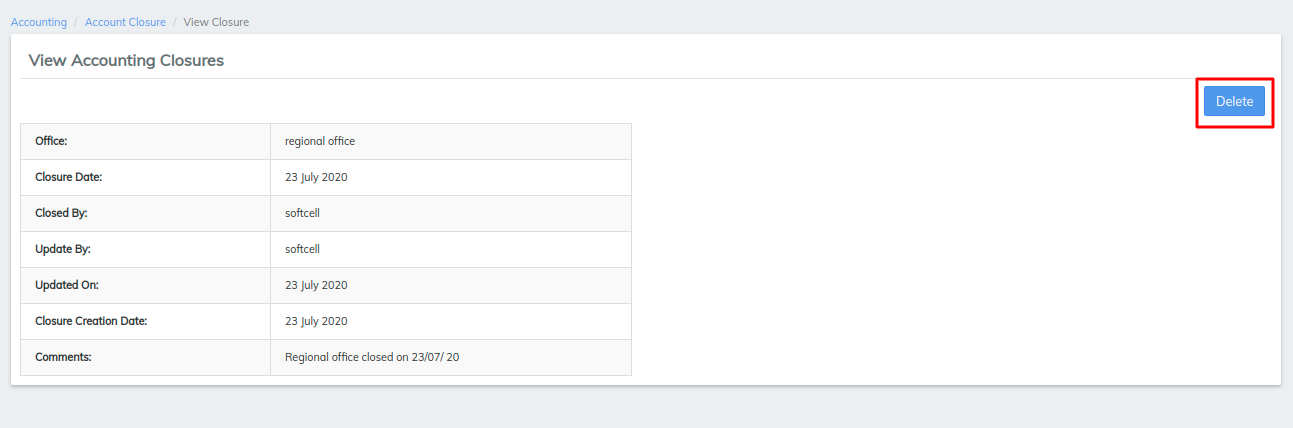 Accounting / Account Closure / View Closure
View Accounting Closures
Delete
Office: regional office
Closure Date: 23 July 2020
Closed By: softcell
Update By: softcell
Updated On: 23 July 2020
Closure Creation Date: 23 July 2020
Comments: Regional office closed on 23/07/ 20